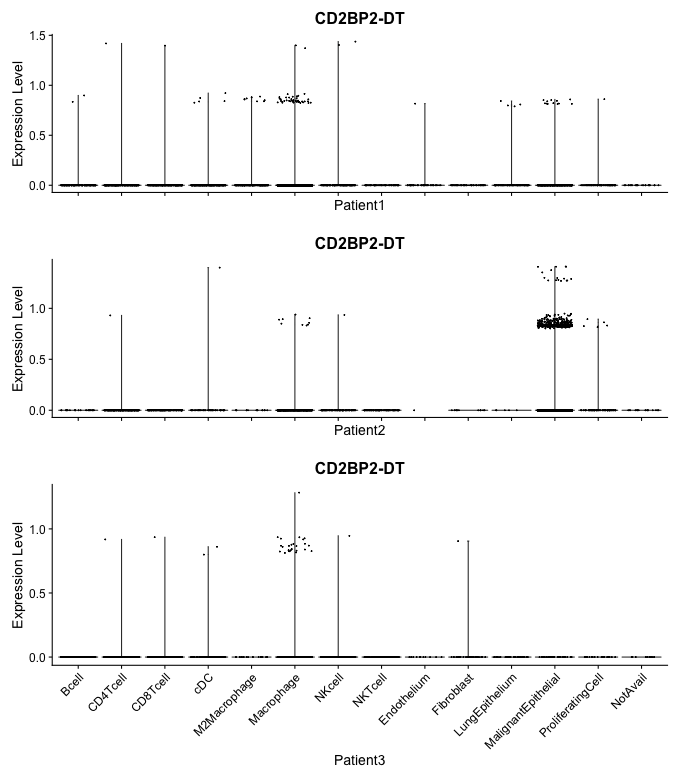 CD2BP2-DT
1.5
1.0
0.5
0.0
Expression Level
Patient1
CD2BP2-DT
1.0
0.5
0.0
Expression Level
Patient2
CD2BP2-DT
1.0
0.5
0.0
Expression Level
Bcell
CD4Tcell
CD8Tcell
cDC
M2Macrophage
Macrophage
NKcell
NKTcell
Endothelium
Fibroblast
LungEpithelium
MalignantEpithelial
ProliferatingCell
NotAvail
Patient3